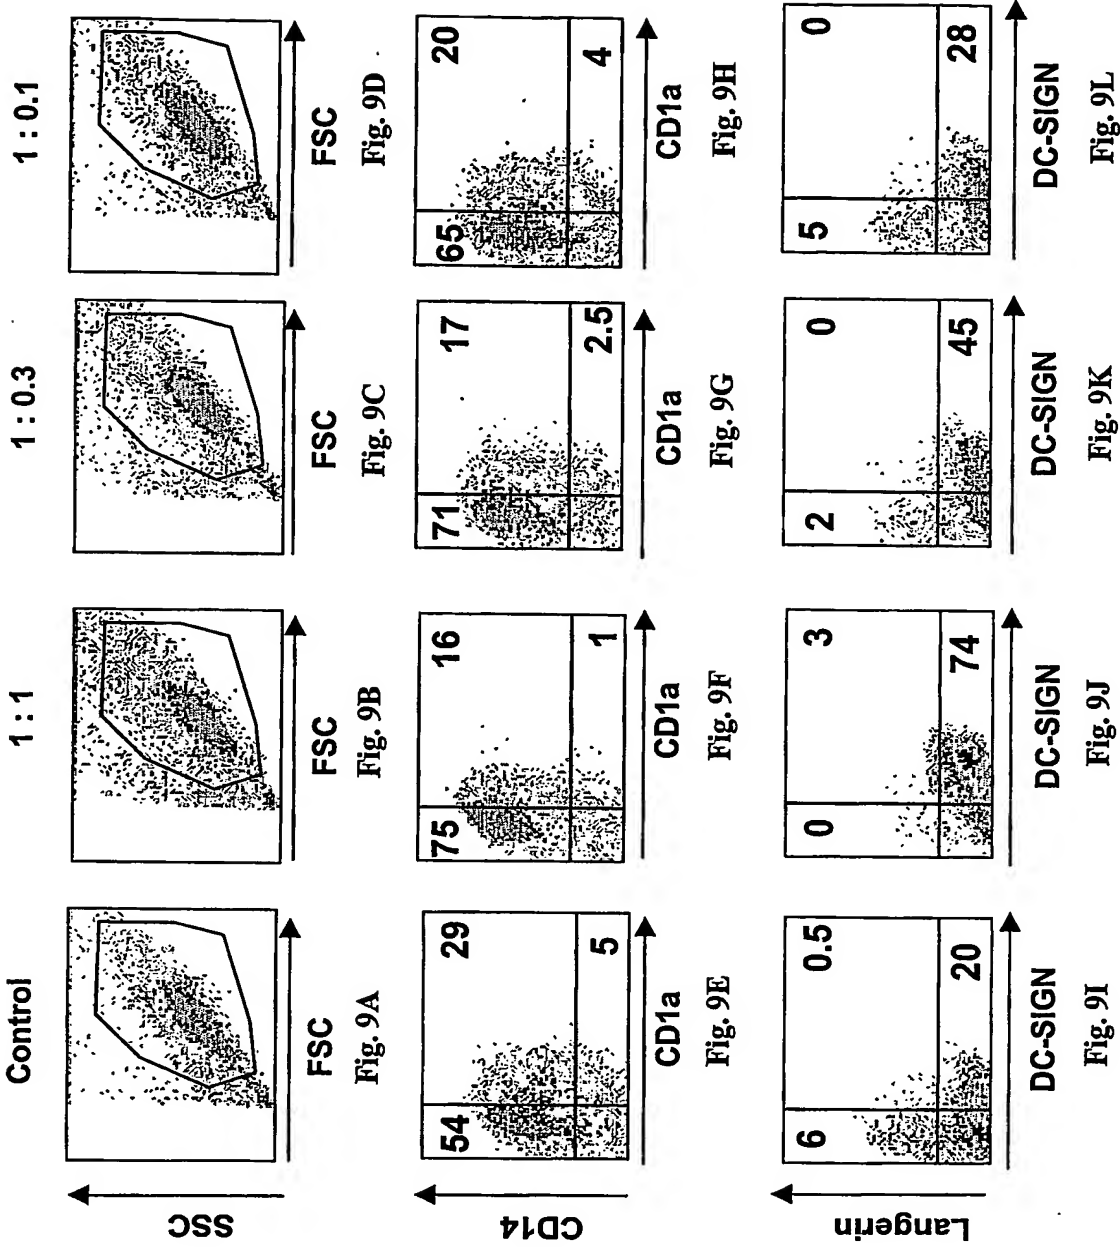 Control
1 : 1
1 : 0.3
1 : 0.1
SSC
FSC
FSC
FSC
FSC
Fig. 9A
Fig. 9B
Fig. 9C
Fig. 9D
CD14
54
29
5
75
16
1
71
17
2.5
65
20
4
CD1a
CD1a
CD1a
CD1a
Fig. 9E
Fig. 9F
Fig. 9G
Fig. 9H
Langerin
6
0.5
20
0
3
74
2
0
45
5
0
28
DC-SIGN
DC-SIGN
DC-SIGN
DC-SIGN
Fig. 9I
Fig. 9J
Fig. 9K
Fig. 9L